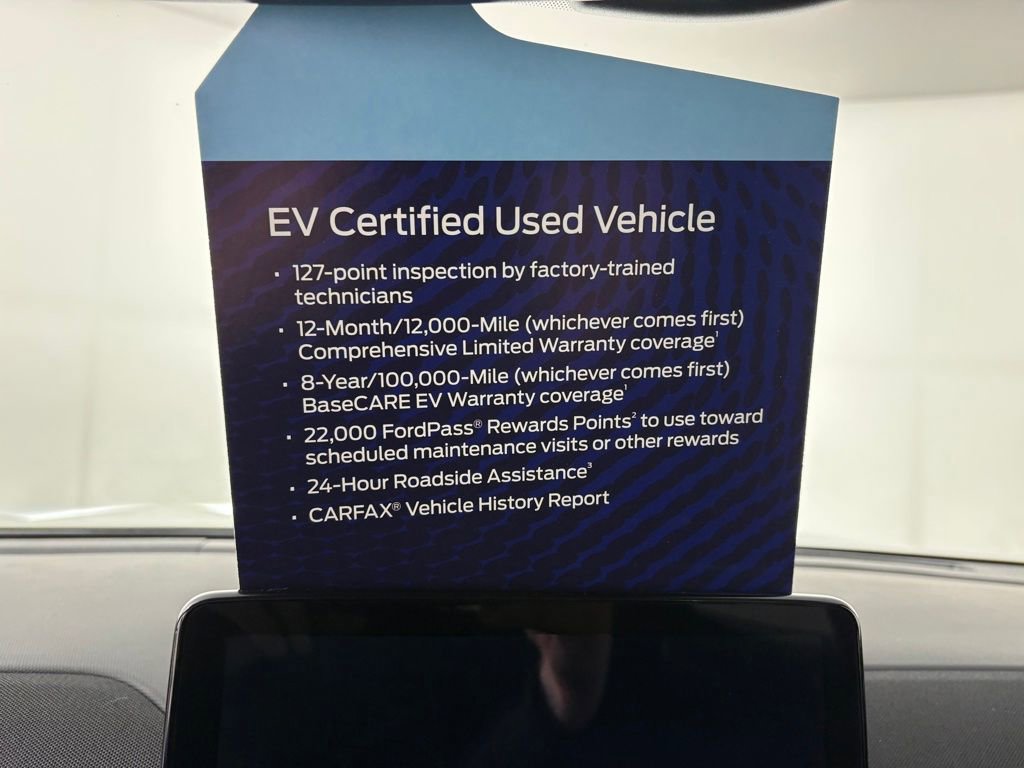 EV Certified Used Vehicle
· 127-point inspection by factory-trained
technicians
· 12-Month/12,000-Mile (whichever comes first)
Comprehensive Limited Warranty coverage¹
· 8-Year/100,000-Mile (whichever comes first)
BaseCARE EV Warranty coverage¹
· 22,000 FordPass® Rewards Points² to use toward
scheduled maintenance visits or other rewards
· 24-Hour Roadside Assistance³
· CARFAX® Vehicle History Report